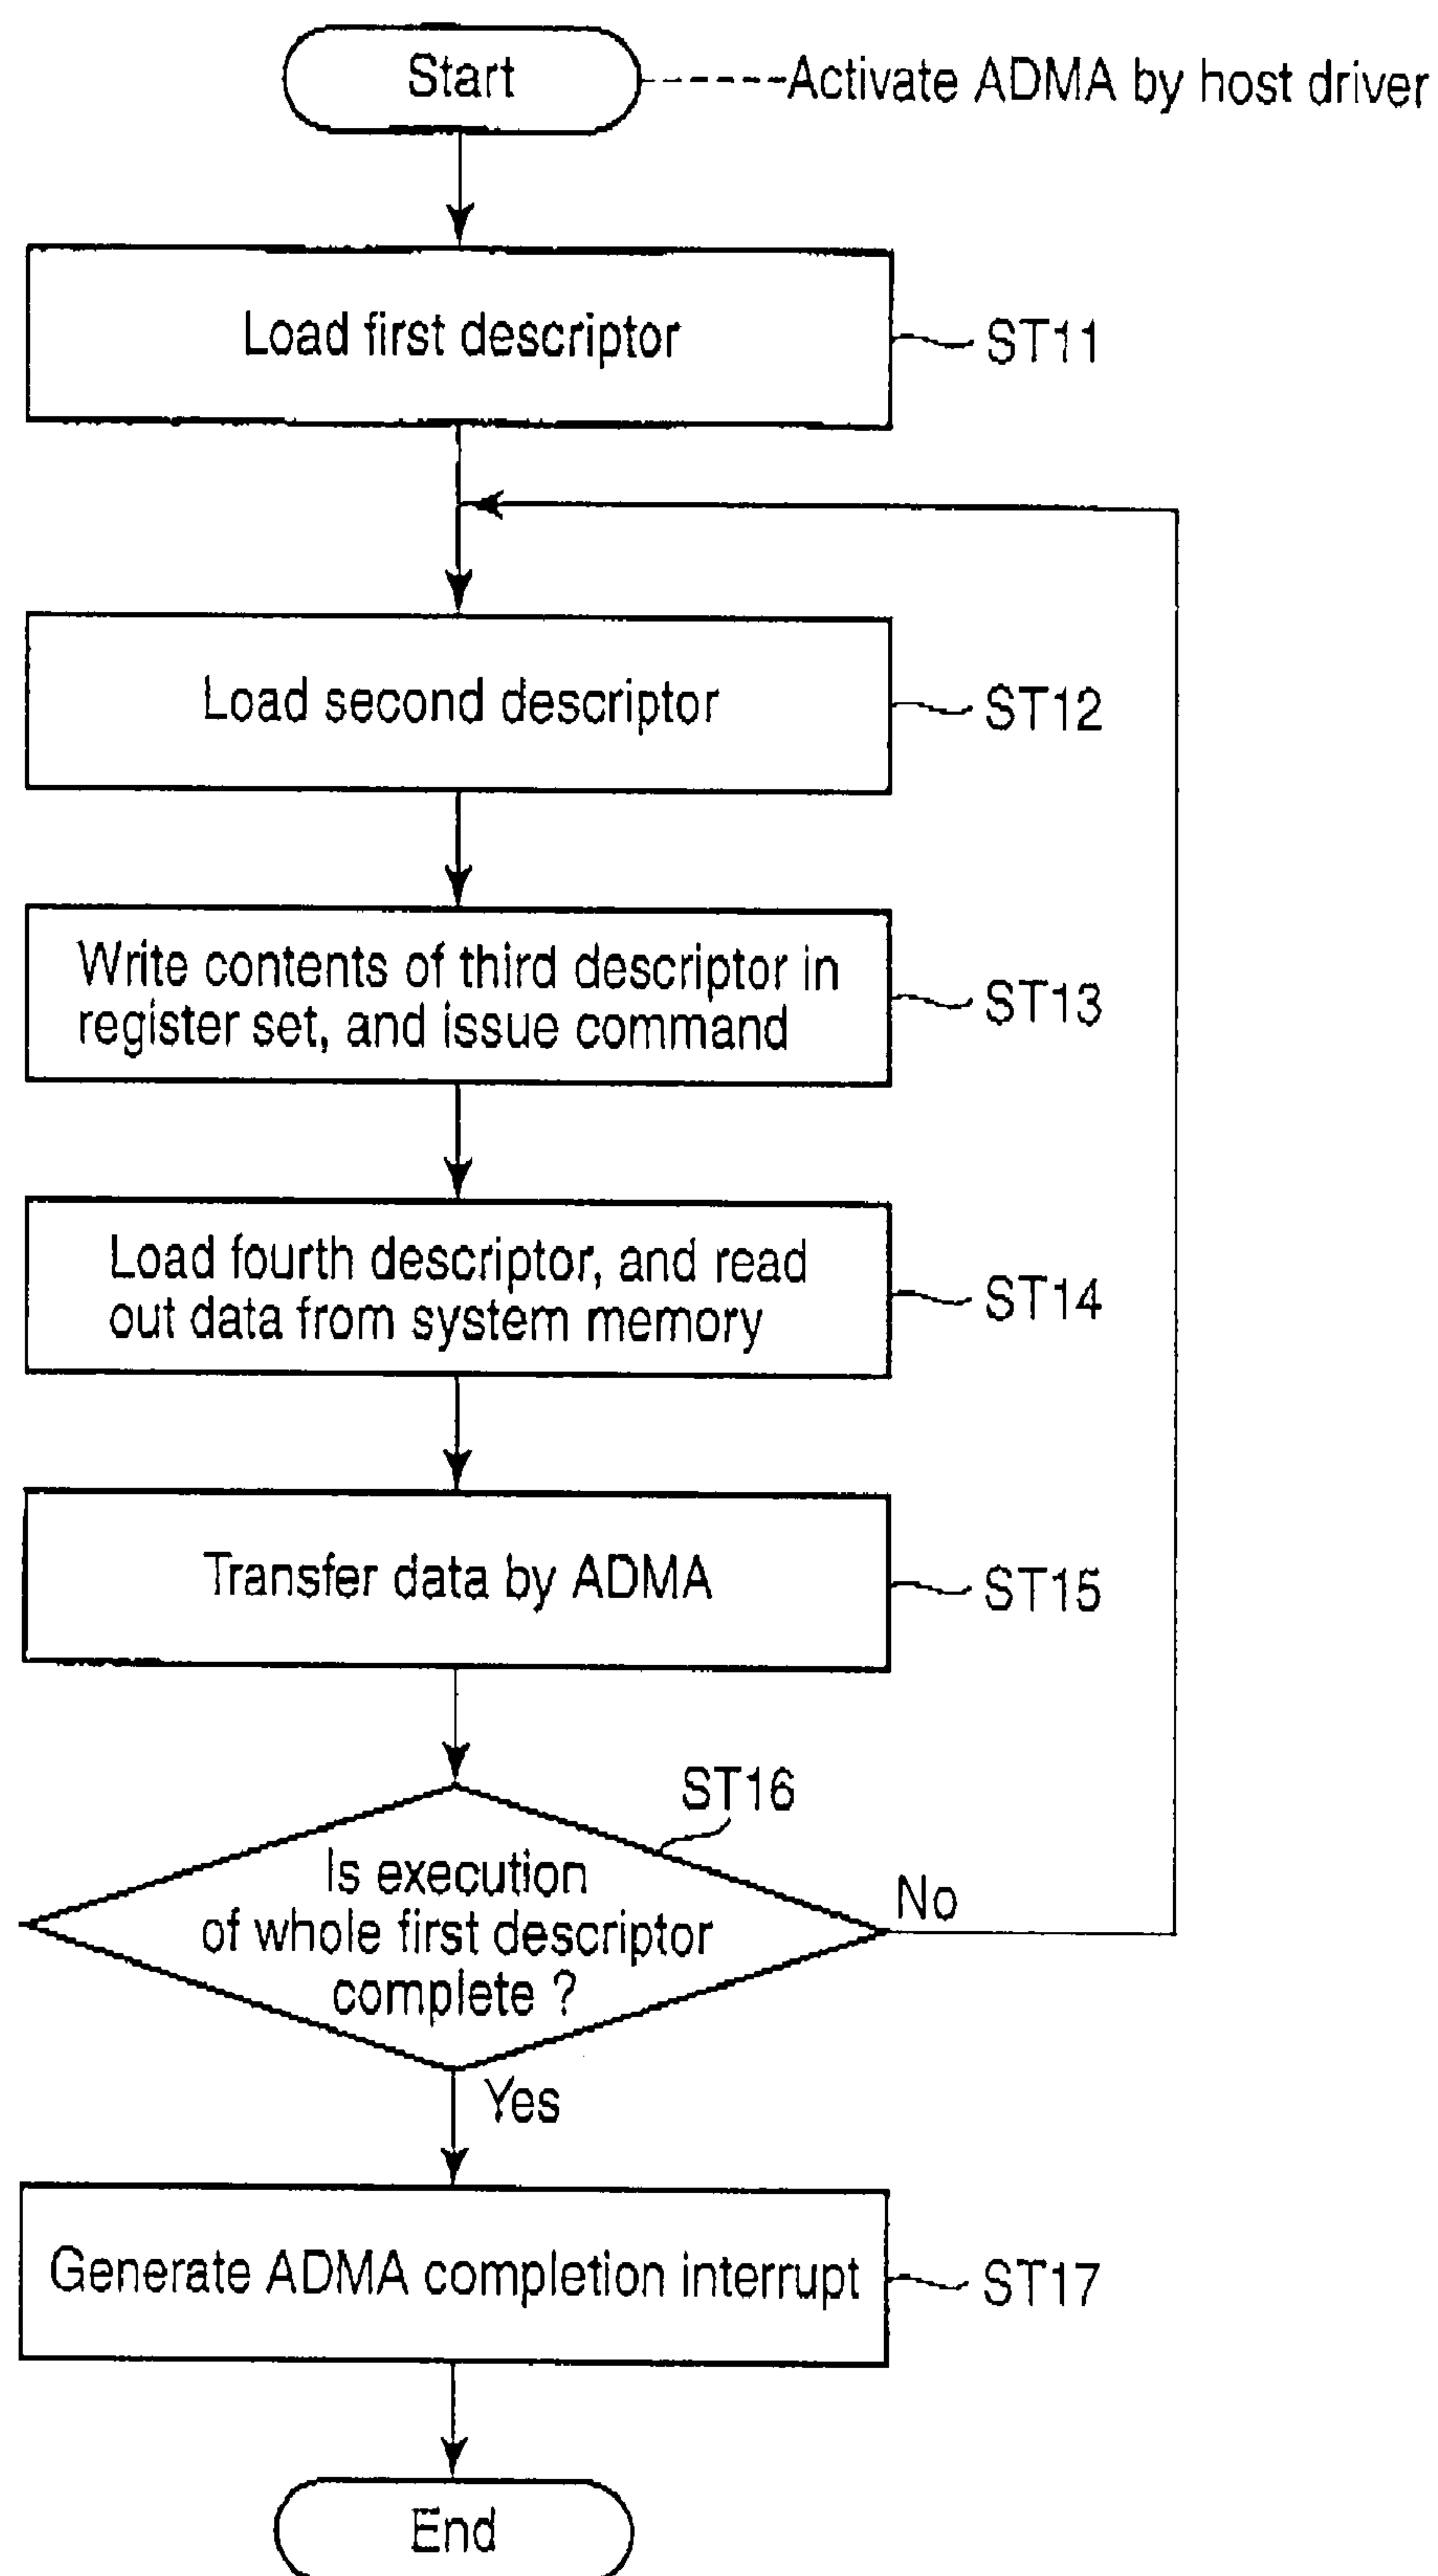 Start
Activate ADMA by host driver
Load first descriptor
ST11
Load second descriptor
ST12
Write contents of third descriptor in
register set, and issue command
ST13
Load fourth descriptor, and read
out data from system memory
ST14
Transfer data by ADMA
ST15
ST16
Is execution
of whole first descriptor
complete ?
No
Yes
Generate ADMA completion interrupt
ST17
End